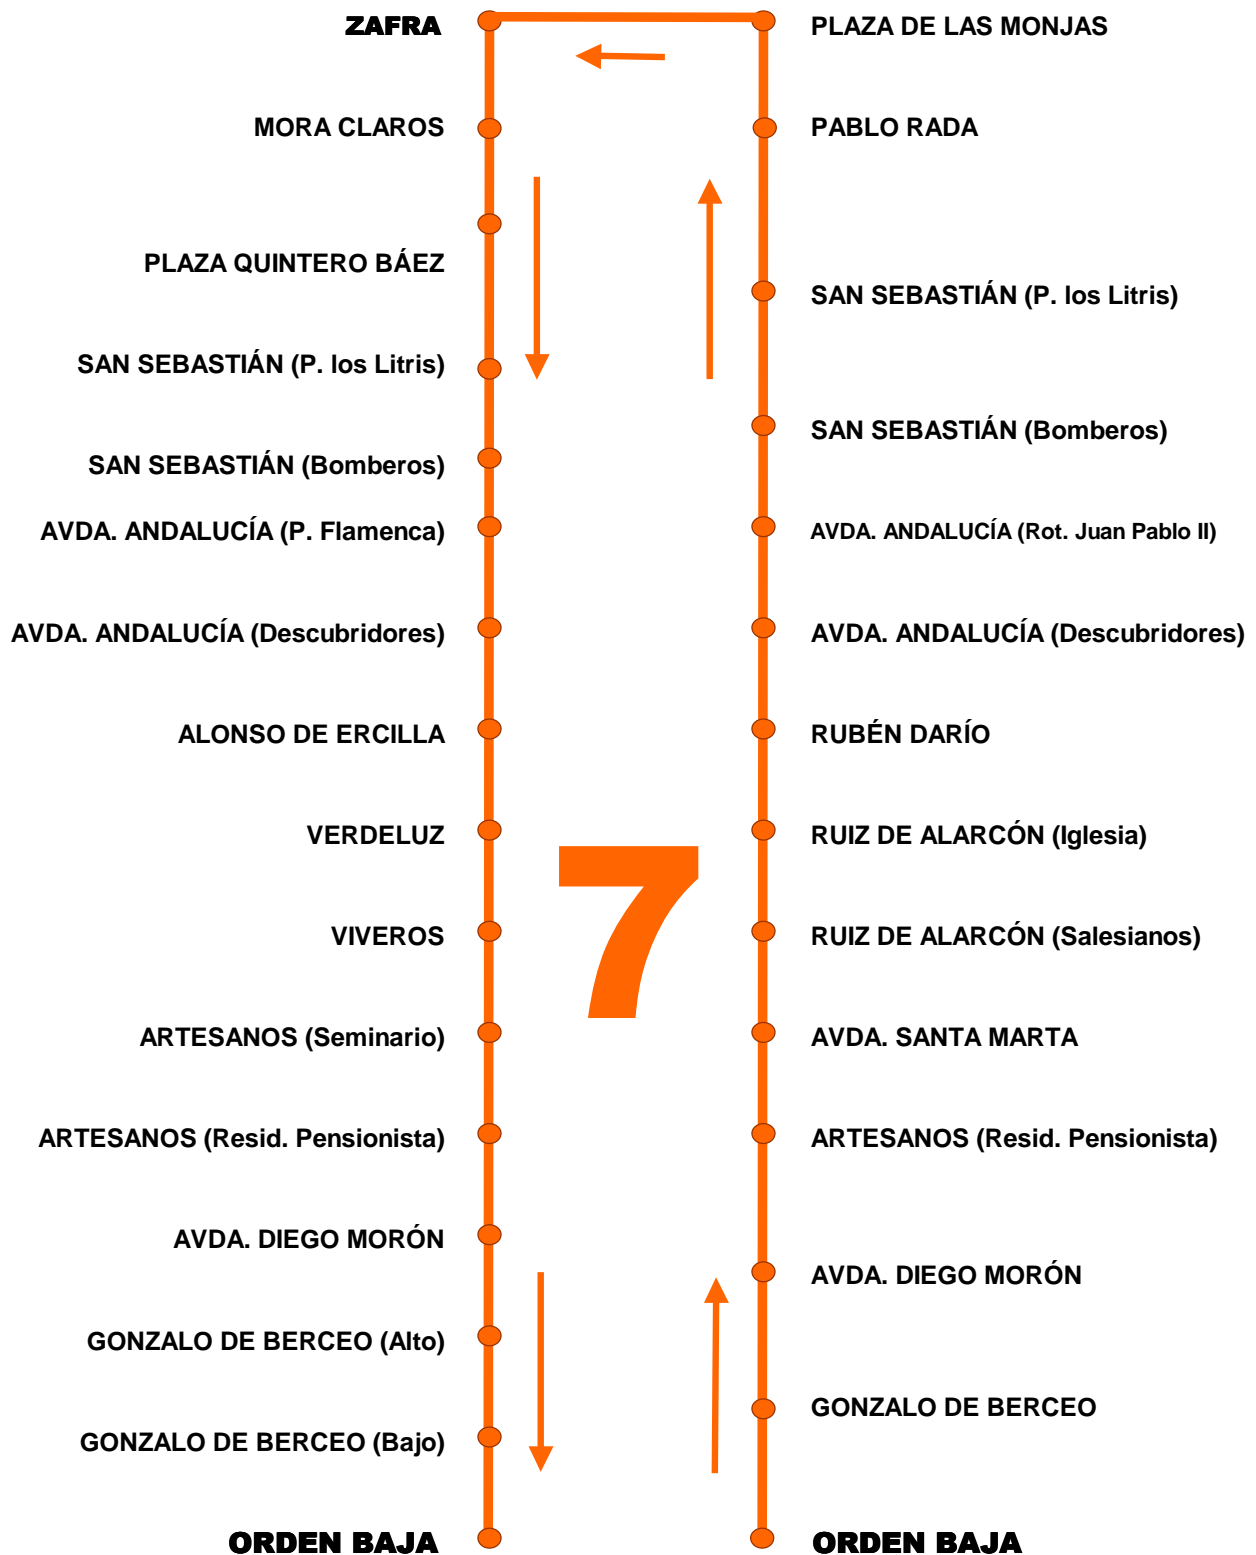 ZAFRA
MORA CLAROS
PLAZA QUINTERO BÁEZ
SAN SEBASTIÁN (P. los Litris)
SAN SEBASTIÁN (Bomberos)
AVDA. ANDALUCÍA (P. Flamenca)
AVDA. ANDALUCÍA (Descubridores)
ALONSO DE ERCILLA
VERDELUZ
VIVEROS
ARTESANOS (Seminario)
ARTESANOS (Resid. Pensionista)
AVDA. DIEGO MORÓN
GONZALO DE BERCEO (Alto)
GONZALO DE BERCEO (Bajo)
ORDEN BAJA
7
PLAZA DE LAS MONJAS
PABLO RADA
SAN SEBASTIÁN (P. los Litris)
SAN SEBASTIÁN (Bomberos)
AVDA. ANDALUCÍA (Rot. Juan Pablo II)
AVDA. ANDALUCÍA (Descubridores)
RUBÉN DARÍO
RUIZ DE ALARCÓN (Iglesia)
RUIZ DE ALARCÓN (Salesianos)
AVDA. SANTA MARTA
ARTESANOS (Resid. Pensionista)
AVDA. DIEGO MORÓN
GONZALO DE BERCEO
ORDEN BAJA